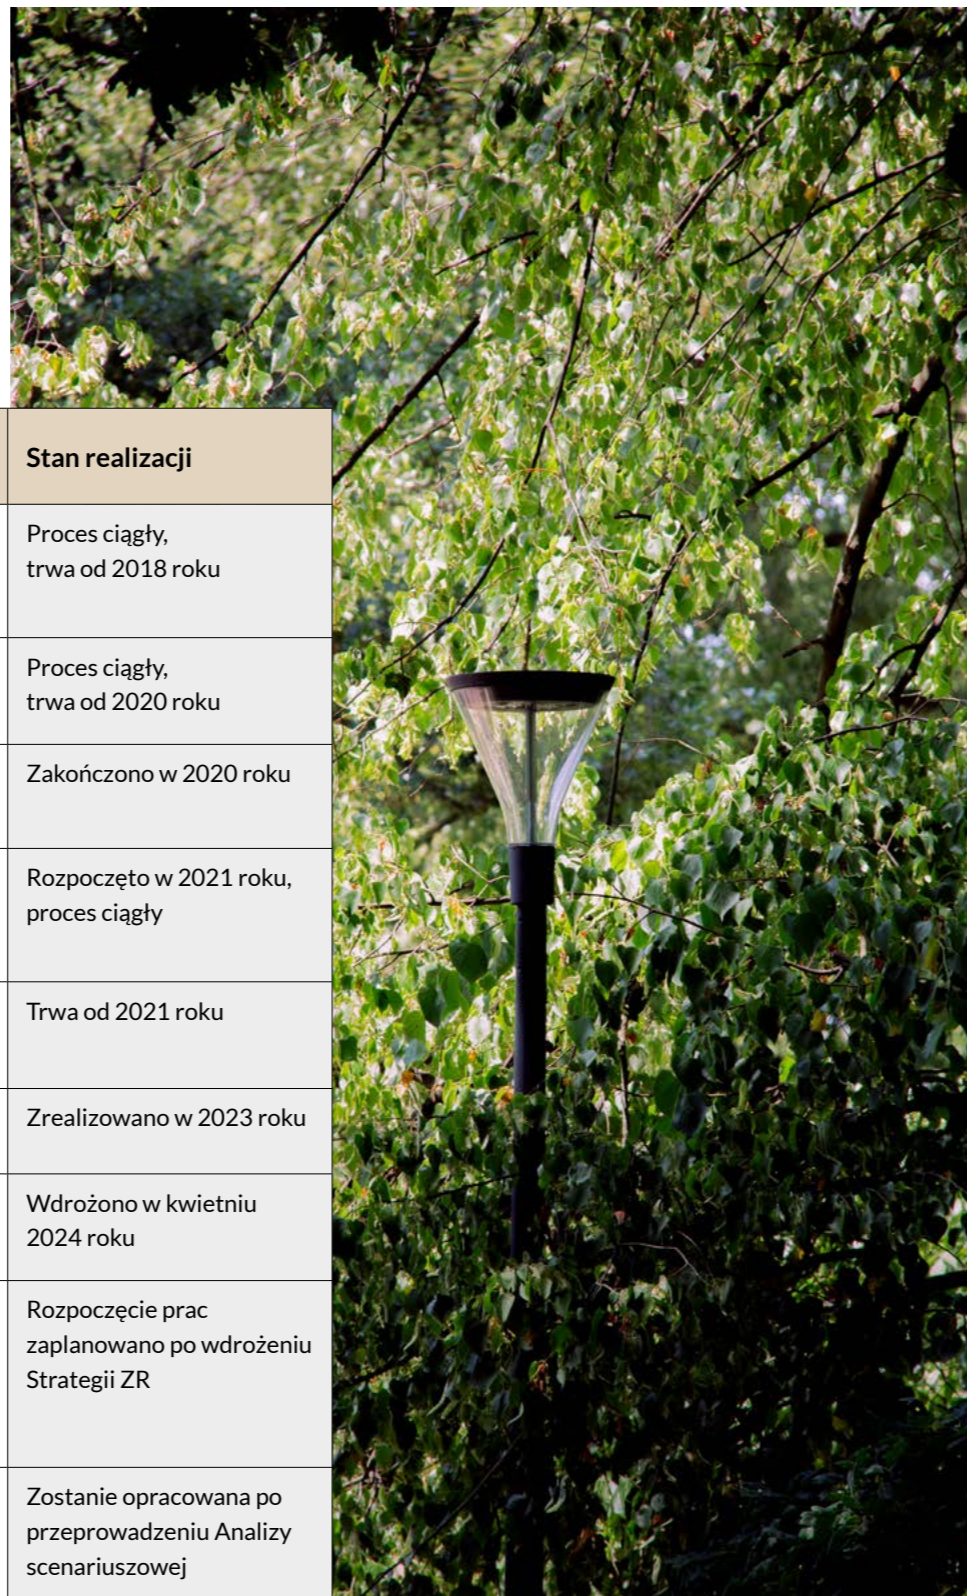 Stan realizacji
Proces ciągły,
trwa od 2018 roku
Proces ciągły,
trwa od 2020 roku
Zakończono w 2020 roku
Rozpoczęto w 2021 roku,
proces ciągły
Trwa od 2021 roku
Zrealizowano w 2023 roku
Wdrożono w kwietniu
2024 roku
Rozpoczęcie prac
zaplanowano po wdrożeniu
Strategii ZR
Zostanie opracowana po
przeprowadzeniu Analizy
scenariuszowej